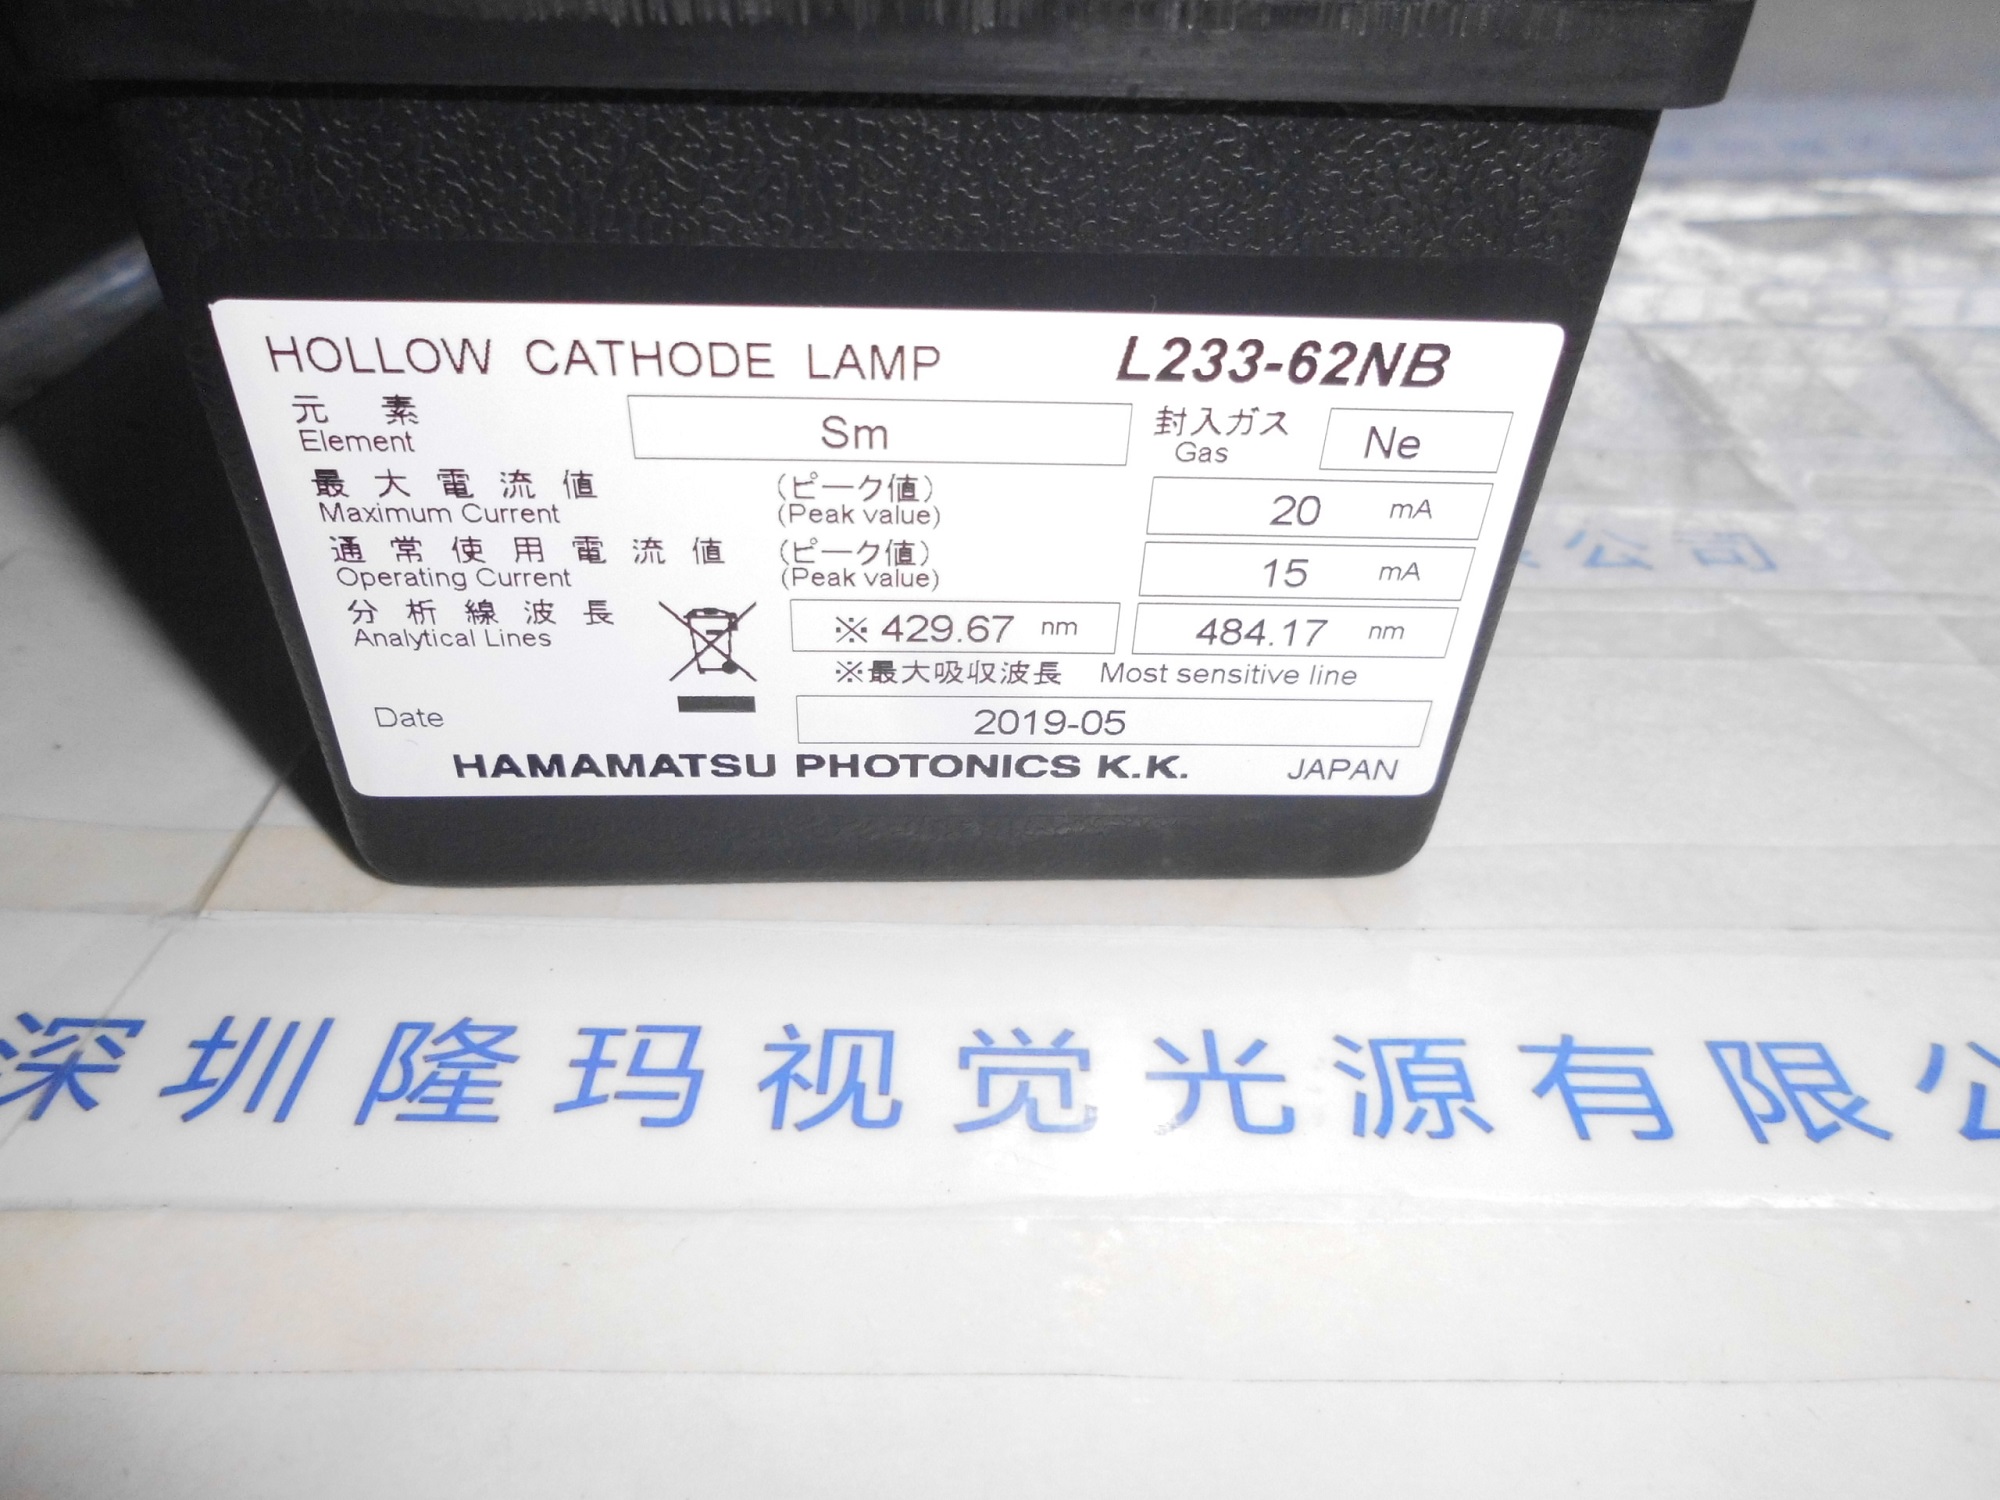 HOLLOW CATHODE LAMP L233-62NB
元素 Sm 封入ガス Ne
Element Gas
最大電流値 (ピーク値) 20 mA
Maximum Current (Peak value)
通常使用電流値 (ピーク値) 15 mA
Operating Current (Peak value)
分析線波長 ※ 429.67 nm 484.17 nm
Analytical Lines
※最大吸収波長 Most sensitive line
Date 2019-05
HAMAMATSU PHOTONICS K.K. JAPAN
公司
深圳隆玛视觉光源有限公